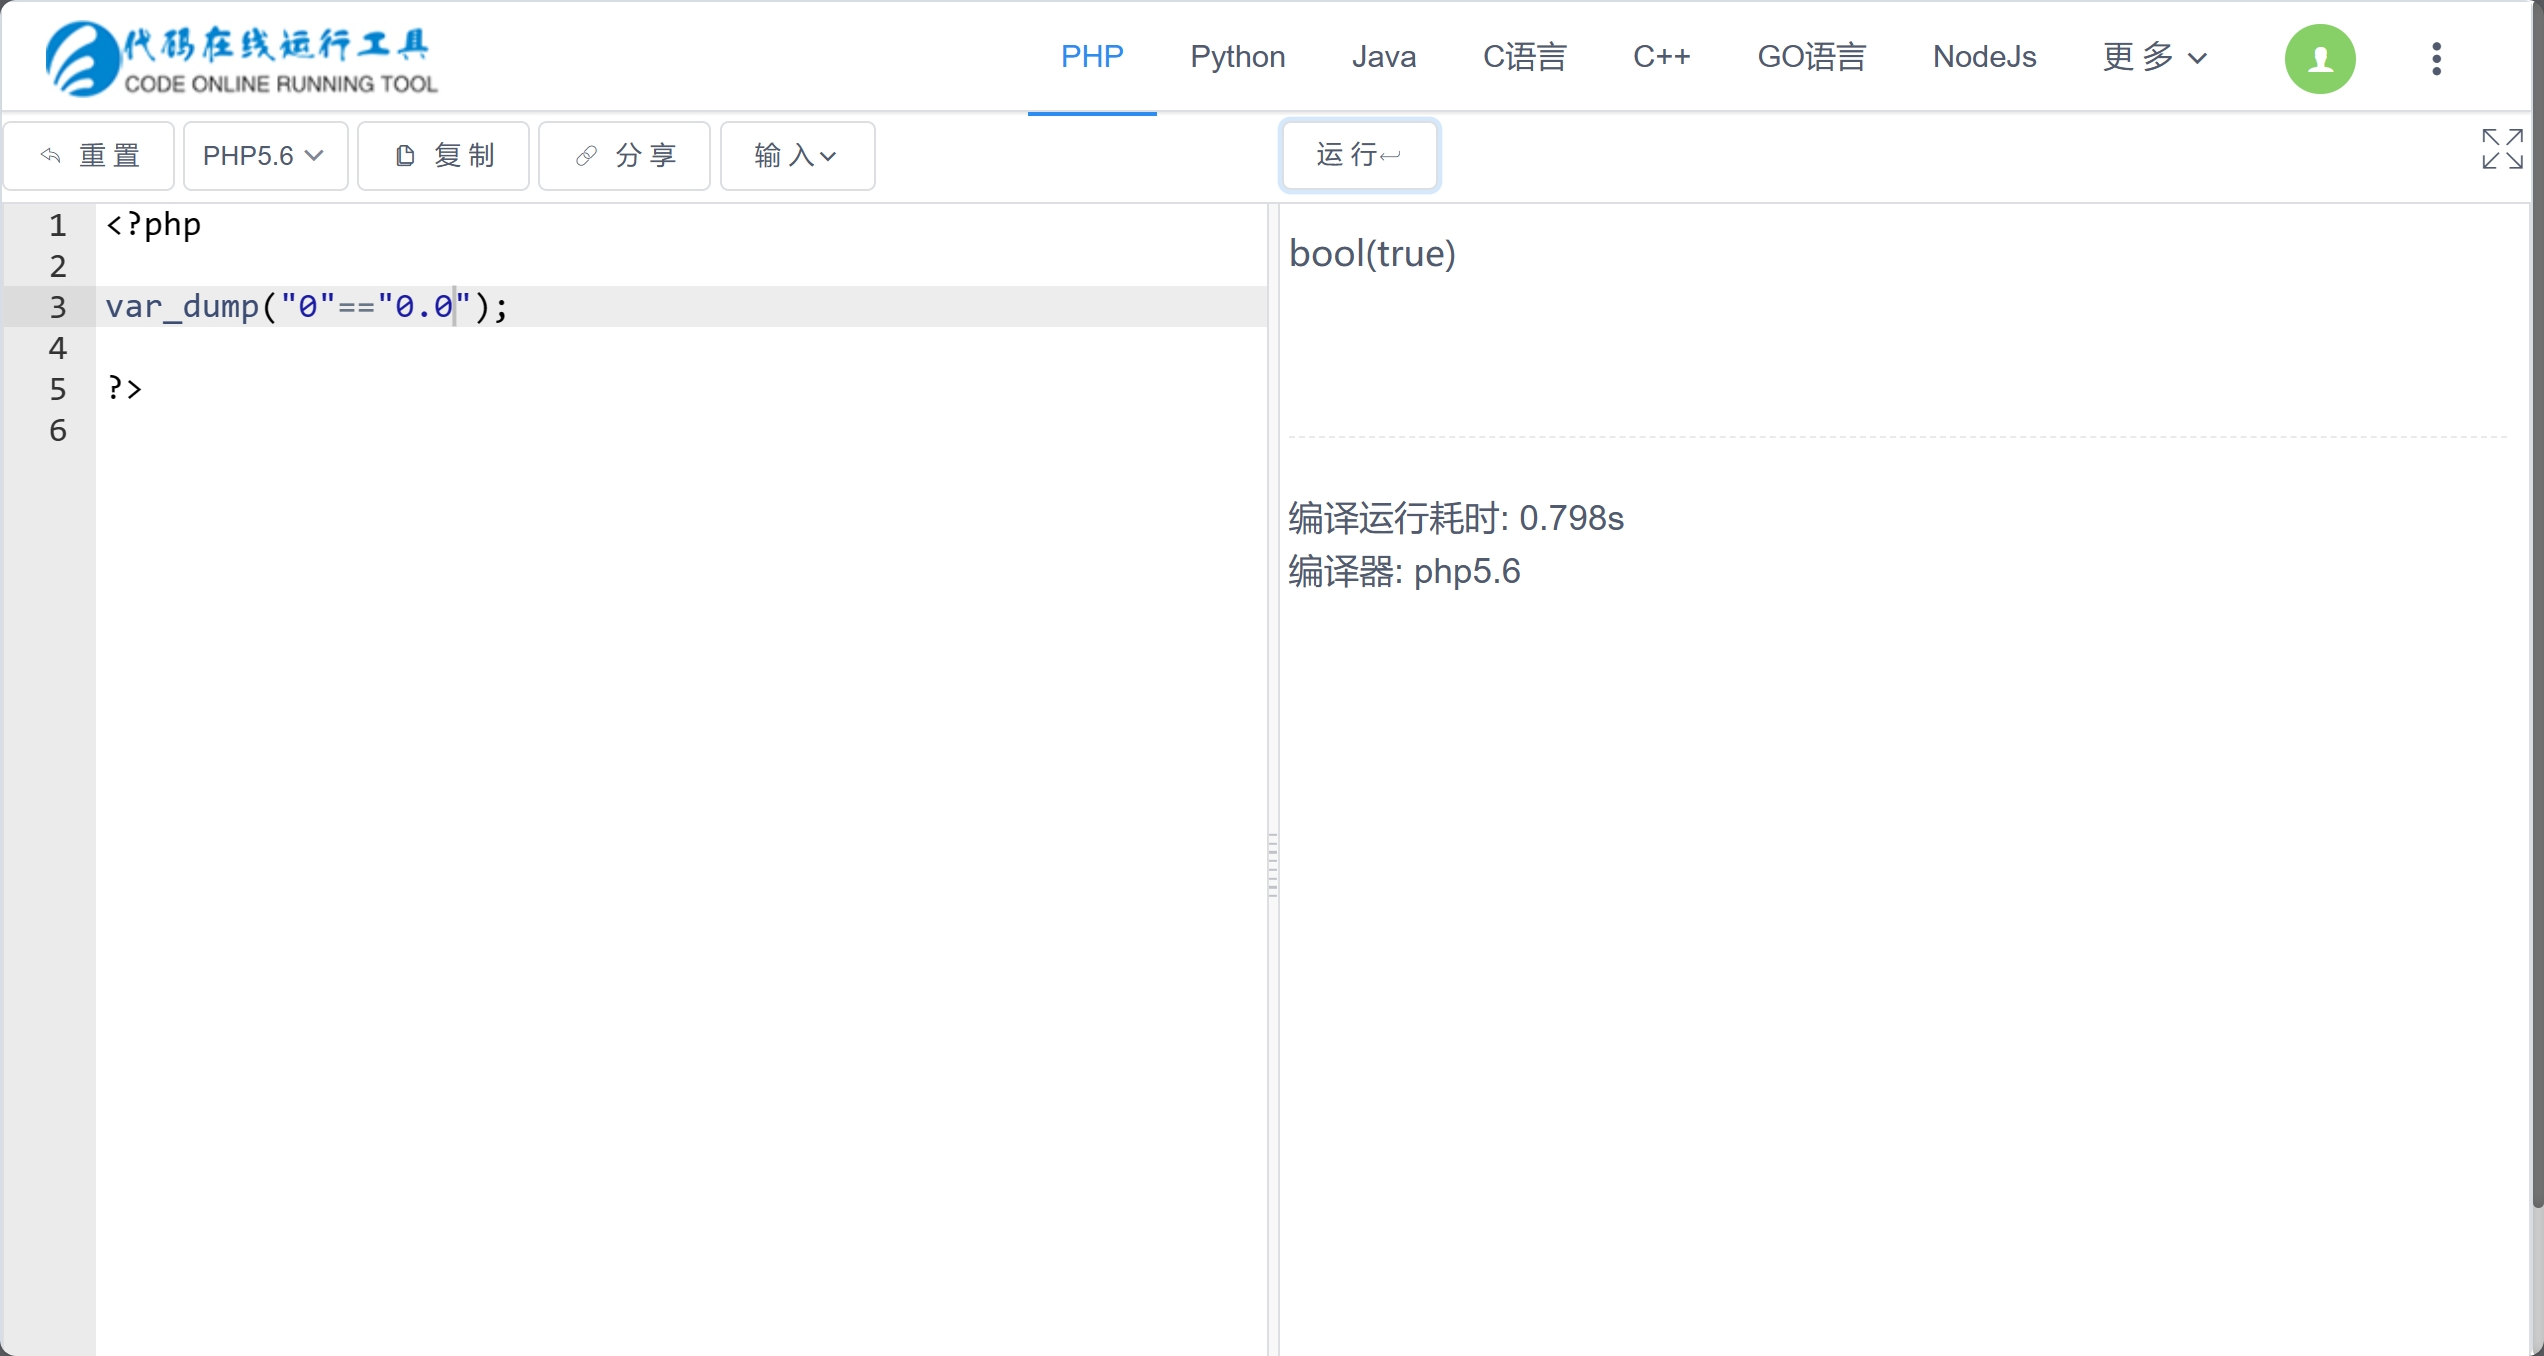 代码在线运行工具
CODE ONLINE RUNNING TOOL
PHP Python Java C语言 C++ GO语言 NodeJs 更多
重置 PHP5.6 复制 分享 输入 运行
1 <?php
2
3 var_dump("0"=="0.0");
4
5 ?>
6
bool(true)
编译运行耗时: 0.798s
编译器: php5.6